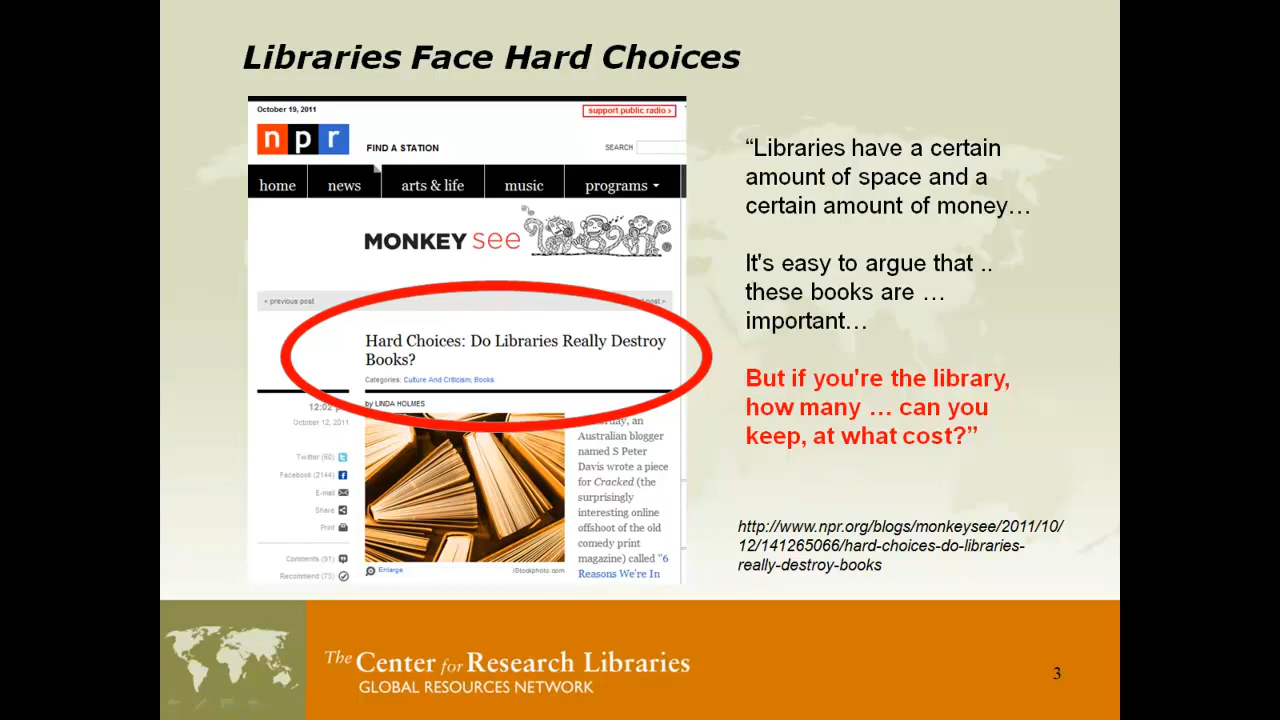 Libraries Face Hard Choices
October 19, 2011
support public radio ›
npr
FIND A STATION
SEARCH
home
news
arts & life
music
programs
MONKEY see
« previous post
post »
Hard Choices: Do Libraries Really Destroy
Books?
Categories: Culture And Criticism, Books
by LINDA HOLMES
12:02
October 12, 2011
Twitter (60)
Facebook (2144)
E-mail
Share
Print
Comments (91)
Recommend (73)
Enlarge
iStockphoto.com
an
Australian blogger
named S Peter
Davis wrote a piece
for Cracked (the
surprisingly
interesting online
offshoot of the old
comedy print
magazine) called "6
Reasons We're In
“Libraries have a certain
amount of space and a
certain amount of money…
It's easy to argue that ..
these books are …
important…
But if you're the library,
how many … can you
keep, at what cost?”
http://www.npr.org/blogs/monkeysee/2011/10/
12/141265066/hard-choices-do-libraries-
really-destroy-books
The Center for Research Libraries
GLOBAL RESOURCES NETWORK
3